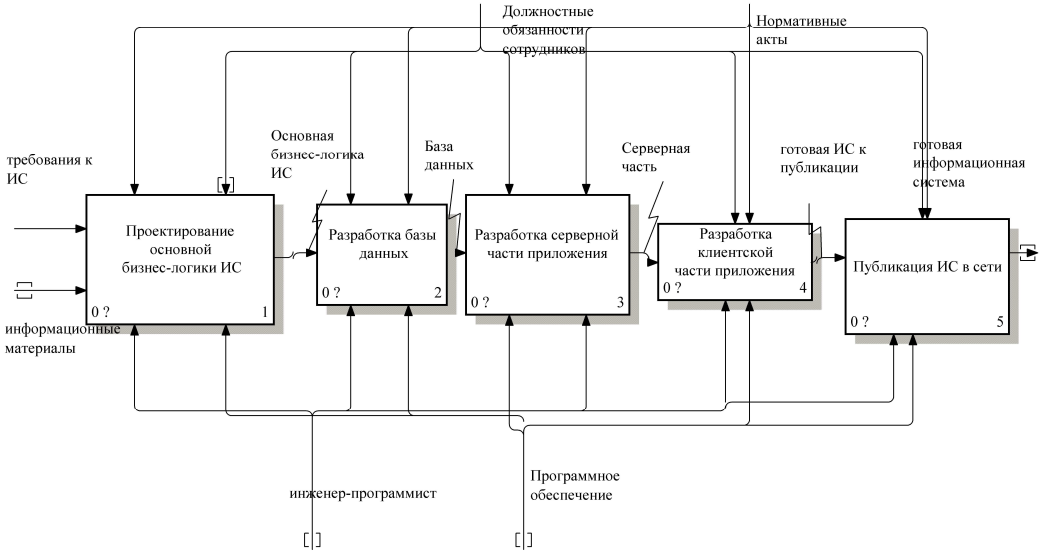 Должностные
обязанности
сотрудников
Нормативные
акты
требования к
ИС
Основная
бизнес-логика
ИС
База
данных
Серверная
часть
готовая ИС к
публикации
готовая
информационная
система
Проектирование
основной
бизнес-логики ИС
0 ?
1
Разработка базы
данных
0 ?
2
Разработка серверной
части приложения
0 ?
3
Разработка
клиентской
части приложения
0 ?
4
Публикация ИС в сети
0 ?
5
информационные
материалы
инженер-программист
Программное
обеспечение